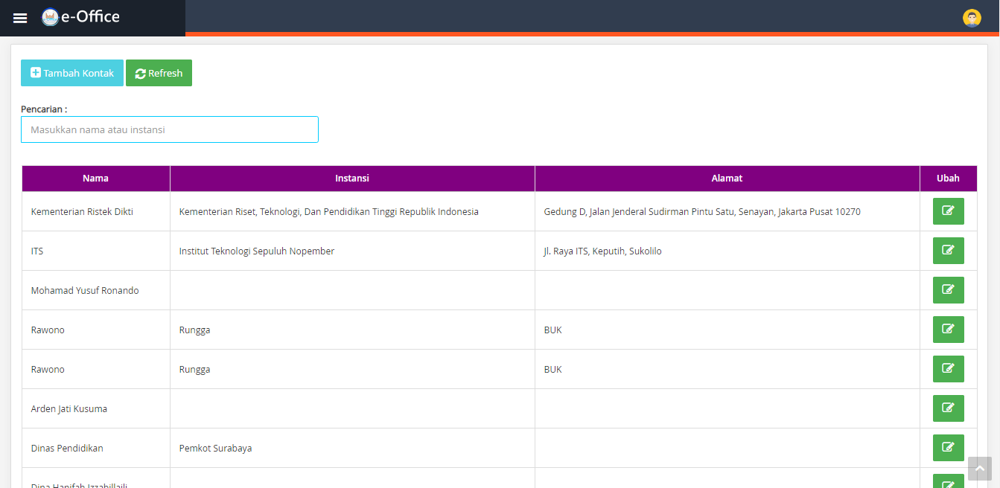 e-Office
Tambah Kontak Refresh
Pencarian :
Masukkan nama atau instansi
Nama Instansi Alamat Ubah
Kementerian Ristek Dikti Kementerian Riset, Teknologi, Dan Pendidikan Tinggi Republik Indonesia Gedung D, Jalan Jenderal Sudirman Pintu Satu, Senayan, Jakarta Pusat 10270
ITS Institut Teknologi Sepuluh Nopember Jl. Raya ITS, Keputih, Sukolilo
Mohamad Yusuf Ronando
Rawono Rungga BUK
Rawono Rungga BUK
Arden Jati Kusuma
Dinas Pendidikan Pemkot Surabaya
Dina Hanifah Izzabillaili